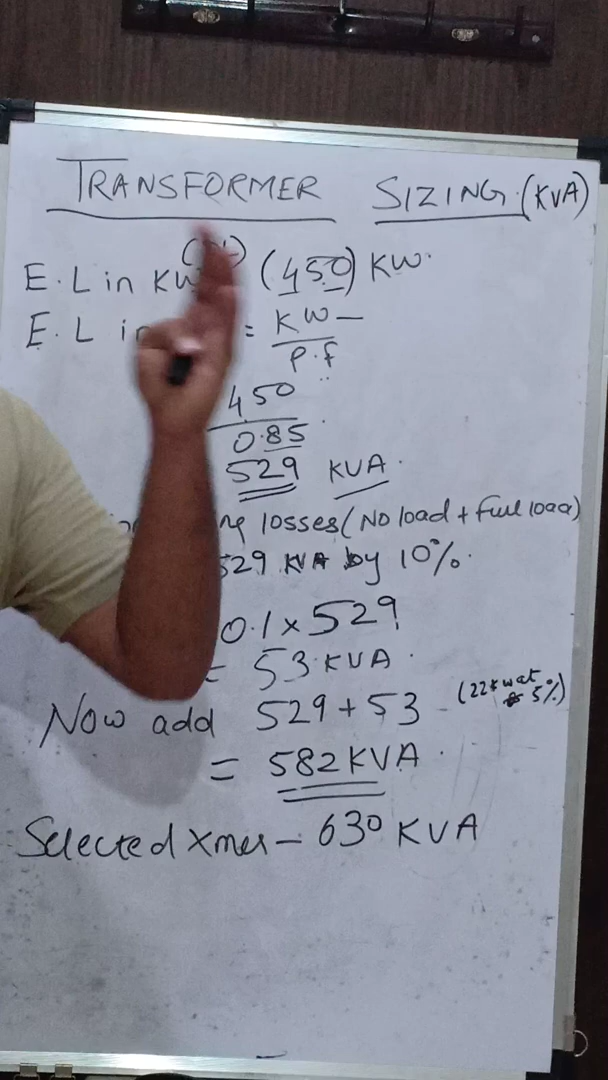 TRANSFORMER SIZING. (KVA)
E.L in KW (450) KW.
E.L in = KW
P.f
450
0.85
529 KVA.
losses (No load + full load)
529 KVA by 10%.
0.1 × 529
= 53 KVA.
Now add 529 + 53 (22 5%)
= 582 KVA.
Selected Xmer - 630 KVA